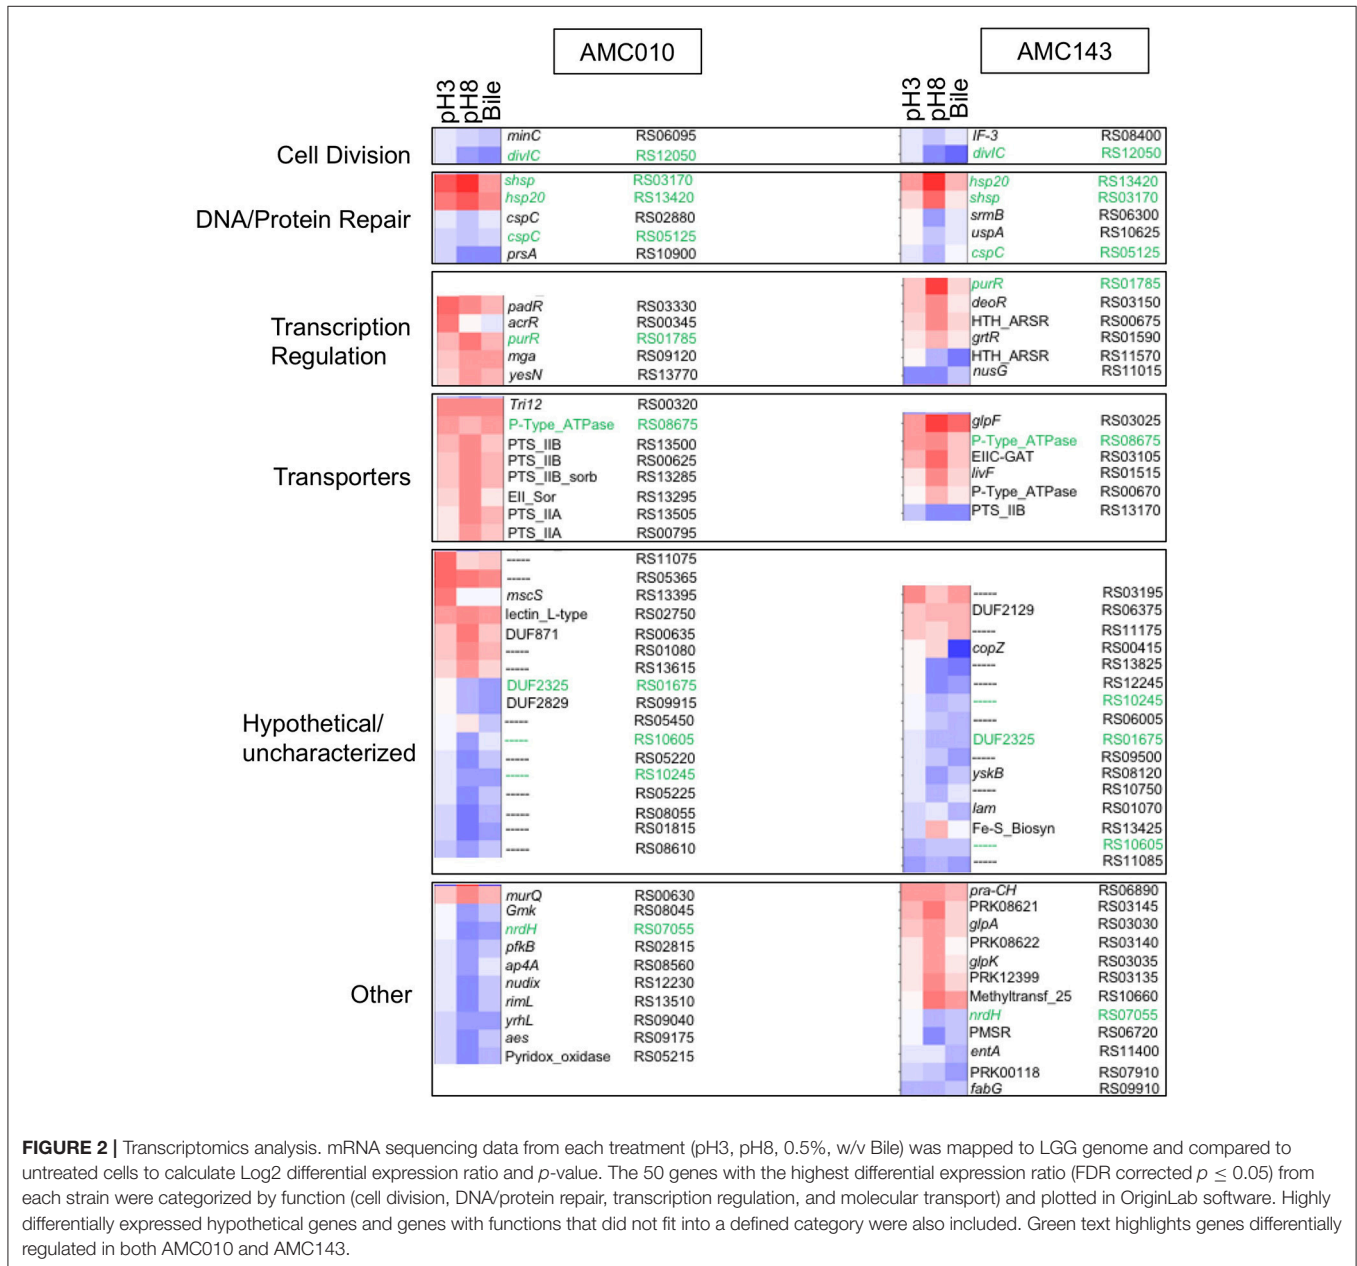 AMC010
AMC143
pH3 pH8 Bile
pH3 pH8 Bile
Cell Division
minC RS06095
divIC RS12050
IF-3 RS08400
divIC RS12050
DNA/Protein Repair
shsp RS03170
hsp20 RS13420
cspC RS02880
cspC RS05125
prsA RS10900
hsp20 RS13420
shsp RS03170
srmB RS06300
uspA RS10625
cspC RS05125
Transcription
Regulation
padR RS03330
acrR RS00345
purR RS01785
mga RS09120
yesN RS13770
purR RS01785
deoR RS03150
HTH_ARSR RS00675
grtR RS01590
HTH_ARSR RS11570
nusG RS11015
Transporters
Tri12 RS00320
P-Type_ATPase RS08675
PTS_IIB RS13500
PTS_IIB RS00625
PTS_IIB_sorb RS13285
EII_Sor RS13295
PTS_IIA RS13505
PTS_IIA RS00795
glpF RS03025
P-Type_ATPase RS08675
EIIC-GAT RS03105
livF RS01515
P-Type_ATPase RS00670
PTS_IIB RS13170
Hypothetical/
uncharacterized
----- RS11075
----- RS05365
mscS RS13395
lectin_L-type RS02750
DUF871 RS00635
----- RS01080
----- RS13615
DUF2325 RS01675
DUF2829 RS09915
----- RS05450
----- RS10605
----- RS05220
----- RS10245
----- RS05225
----- RS08055
----- RS01815
----- RS08610
----- RS03195
DUF2129 RS06375
----- RS11175
copZ RS00415
----- RS13825
----- RS12245
----- RS10245
----- RS06005
DUF2325 RS01675
----- RS09500
yskB RS08120
----- RS10750
lam RS01070
Fe-S_Biosyn RS13425
----- RS10605
----- RS11085
Other
murQ RS00630
Gmk RS08045
nrdH RS07055
pfkB RS02815
ap4A RS08560
nudix RS12230
rimL RS13510
yrhL RS09040
aes RS09175
Pyridox_oxidase RS05215
pra-CH RS06890
PRK08621 RS03145
glpA RS03030
PRK08622 RS03140
glpK RS03035
PRK12399 RS03135
Methyltransf_25 RS10660
nrdH RS07055
PMSR RS06720
entA RS11400
PRK00118 RS07910
fabG RS09910
FIGURE 2 | Transcriptomics analysis. mRNA sequencing data from each treatment (pH3, pH8, 0.5%, w/v Bile) was mapped to LGG genome and compared to
untreated cells to calculate Log2 differential expression ratio and p-value. The 50 genes with the highest differential expression ratio (FDR corrected p ≤ 0.05) from
each strain were categorized by function (cell division, DNA/protein repair, transcription regulation, and molecular transport) and plotted in OriginLab software. Highly
differentially expressed hypothetical genes and genes with functions that did not fit into a defined category were also included. Green text highlights genes differentially
regulated in both AMC010 and AMC143.